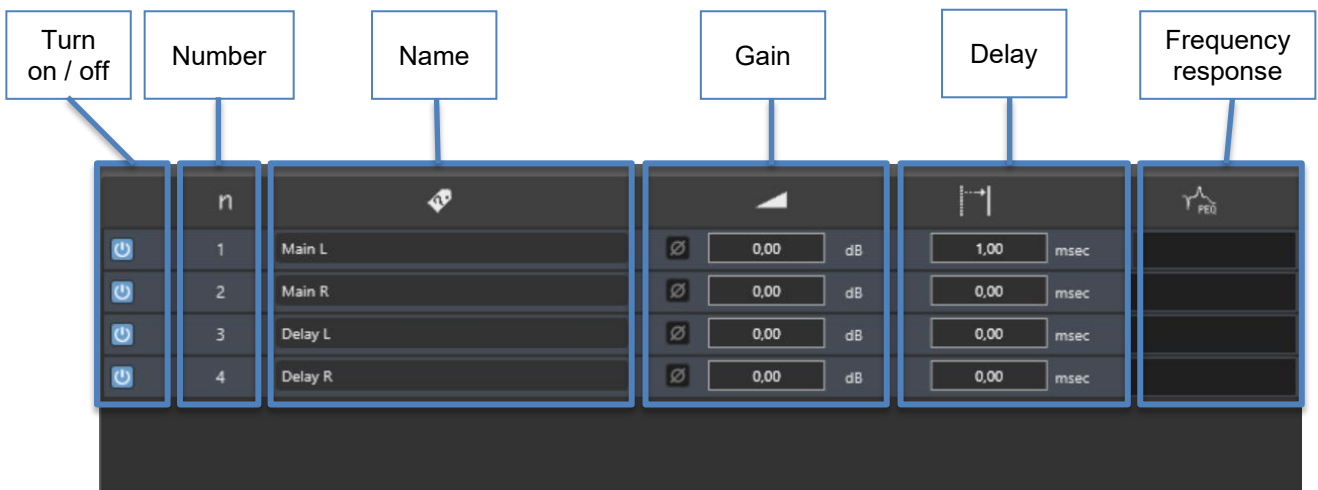 Turn
on / off
Number
Name
Gain
Delay
Frequency
response
n
PEQ
1 Main L Ø 0,00 dB 1,00 msec
2 Main R Ø 0,00 dB 0,00 msec
3 Delay L Ø 0,00 dB 0,00 msec
4 Delay R Ø 0,00 dB 0,00 msec